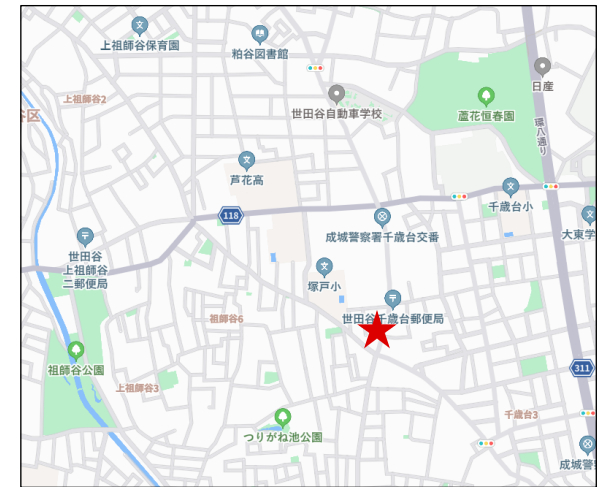 上祖師谷保育園
粕谷図書館
日産
上祖師谷2
世田谷自動車学校
蘆花恒春園
谷区
環八通り
芦花高
千歳台小
118
成城警察署千歳台交番
大東学
世田谷
上祖師谷
二郵便局
塚戸小
世田谷千歳台郵便局
祖師谷6
祖師谷公園
311
上祖師谷3
千歳台3
つりがね池公園
成城警